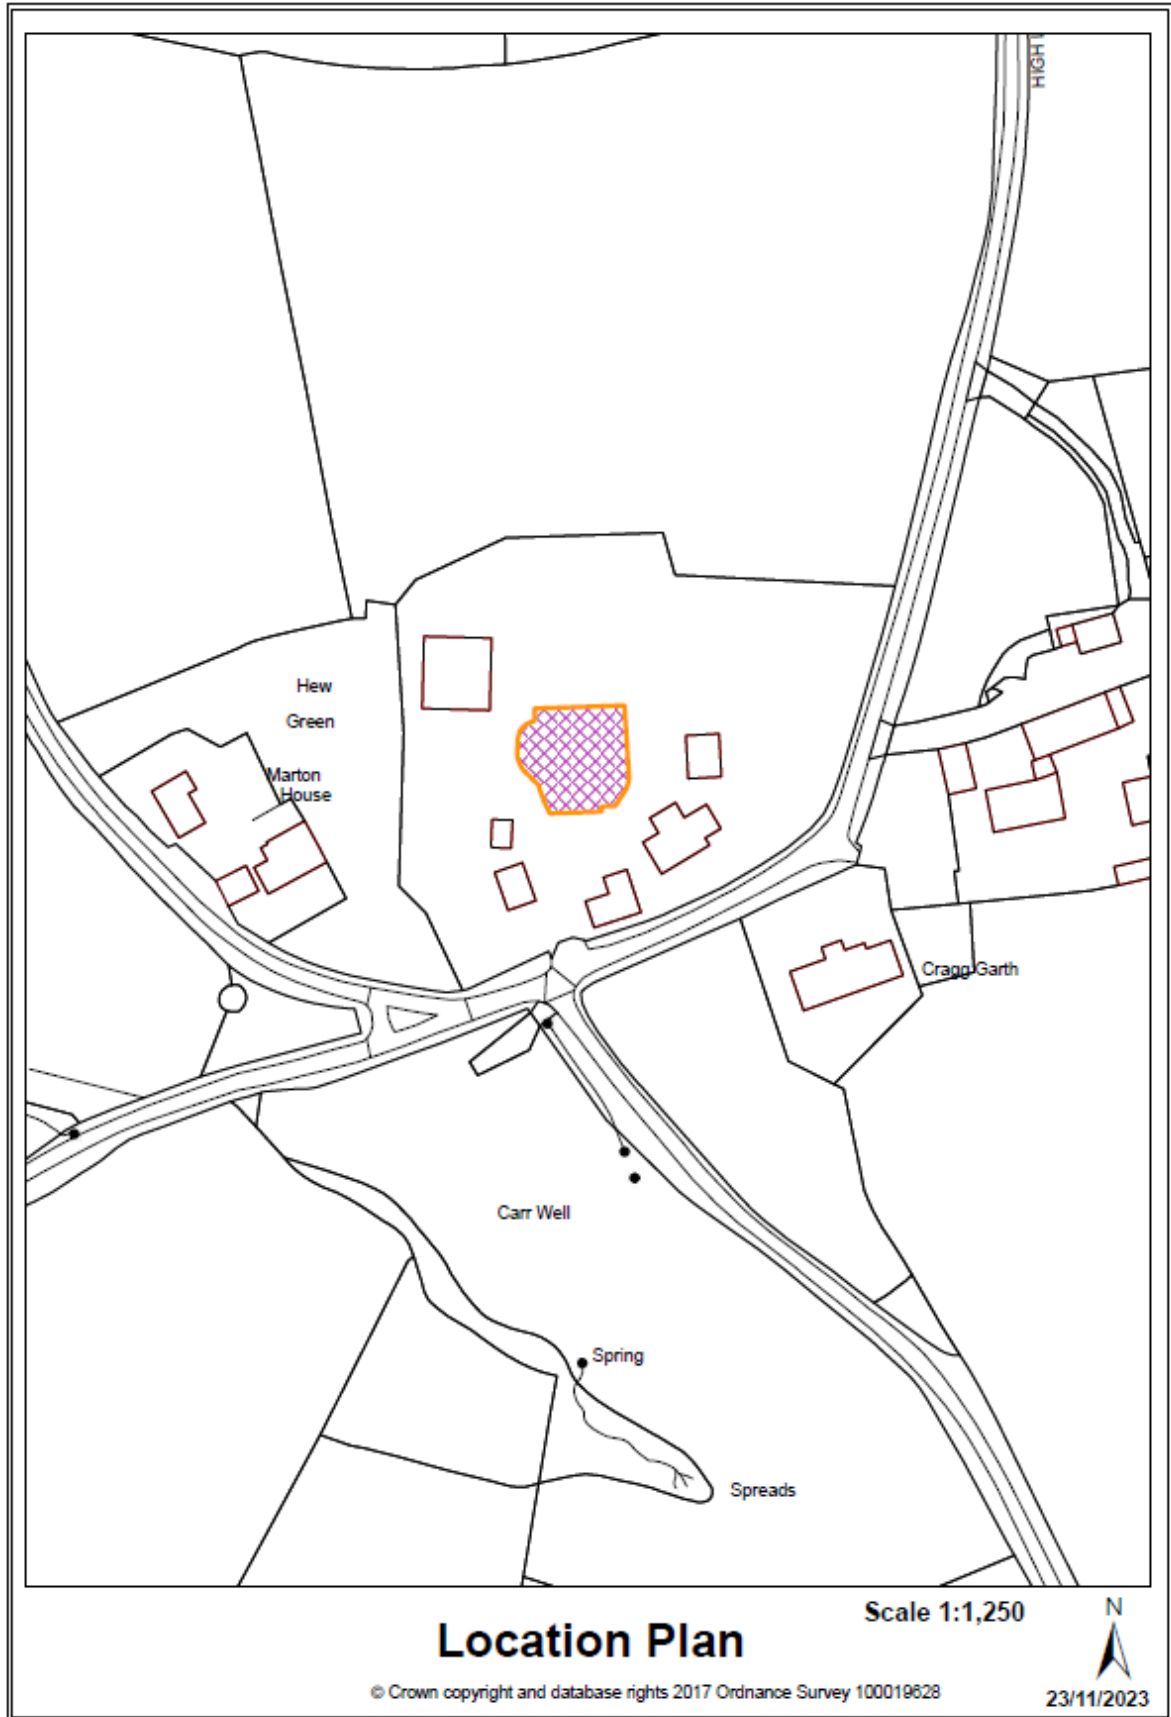 HIGH
Hew
Green
Marton
House
Cragg Garth
Carr Well
Spring
Spreads
Scale 1:1,250
N
Location Plan
© Crown copyright and database rights 2017 Ordnance Survey 100019628
23/11/2023